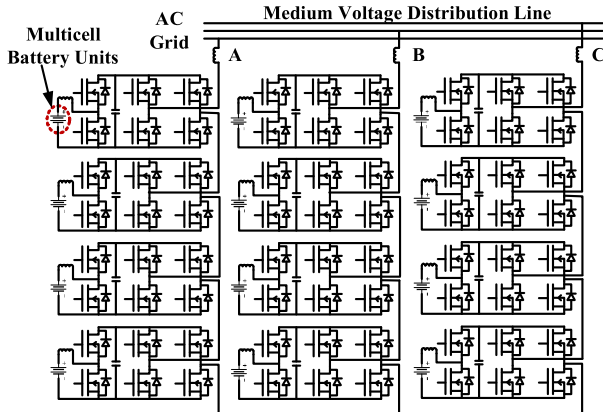 AC
Grid
Medium Voltage Distribution Line
Multicell
Battery Units
A
B
C